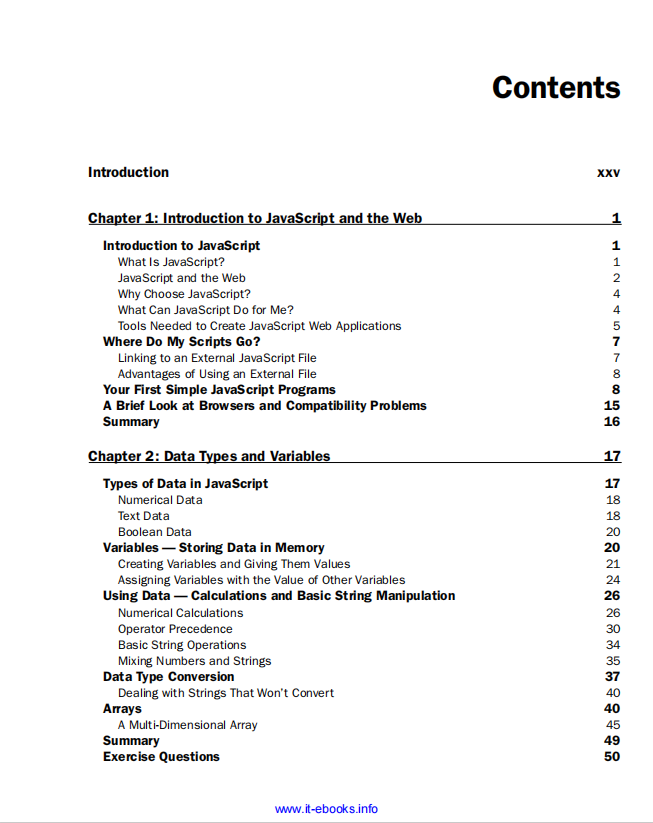 Contents
Introduction xxv
Chapter 1: Introduction to JavaScript and the Web 1
Introduction to JavaScript 1
What Is JavaScript? 1
JavaScript and the Web 2
Why Choose JavaScript? 4
What Can JavaScript Do for Me? 4
Tools Needed to Create JavaScript Web Applications 5
Where Do My Scripts Go? 7
Linking to an External JavaScript File 7
Advantages of Using an External File 8
Your First Simple JavaScript Programs 8
A Brief Look at Browsers and Compatibility Problems 15
Summary 16
Chapter 2: Data Types and Variables 17
Types of Data in JavaScript 17
Numerical Data 18
Text Data 18
Boolean Data 20
Variables — Storing Data in Memory 20
Creating Variables and Giving Them Values 21
Assigning Variables with the Value of Other Variables 24
Using Data — Calculations and Basic String Manipulation 26
Numerical Calculations 26
Operator Precedence 30
Basic String Operations 34
Mixing Numbers and Strings 35
Data Type Conversion 37
Dealing with Strings That Won't Convert 40
Arrays 40
A Multi-Dimensional Array 45
Summary 49
Exercise Questions 50
www.it-ebooks.info